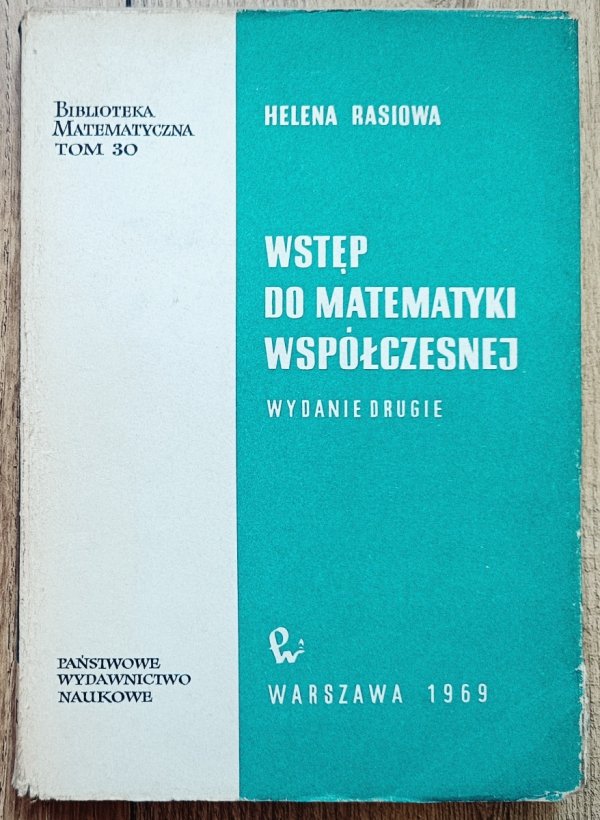 BIBLIOTEKA
MATEMATYCZNA
TOM 30
HELENA RASIOWA
WSTĘP
DO MATEMATYKI
WSPÓŁCZESNEJ
WYDANIE DRUGIE
PAŃSTWOWE
WYDAWNICTWO
NAUKOWE
WARSZAWA 1969